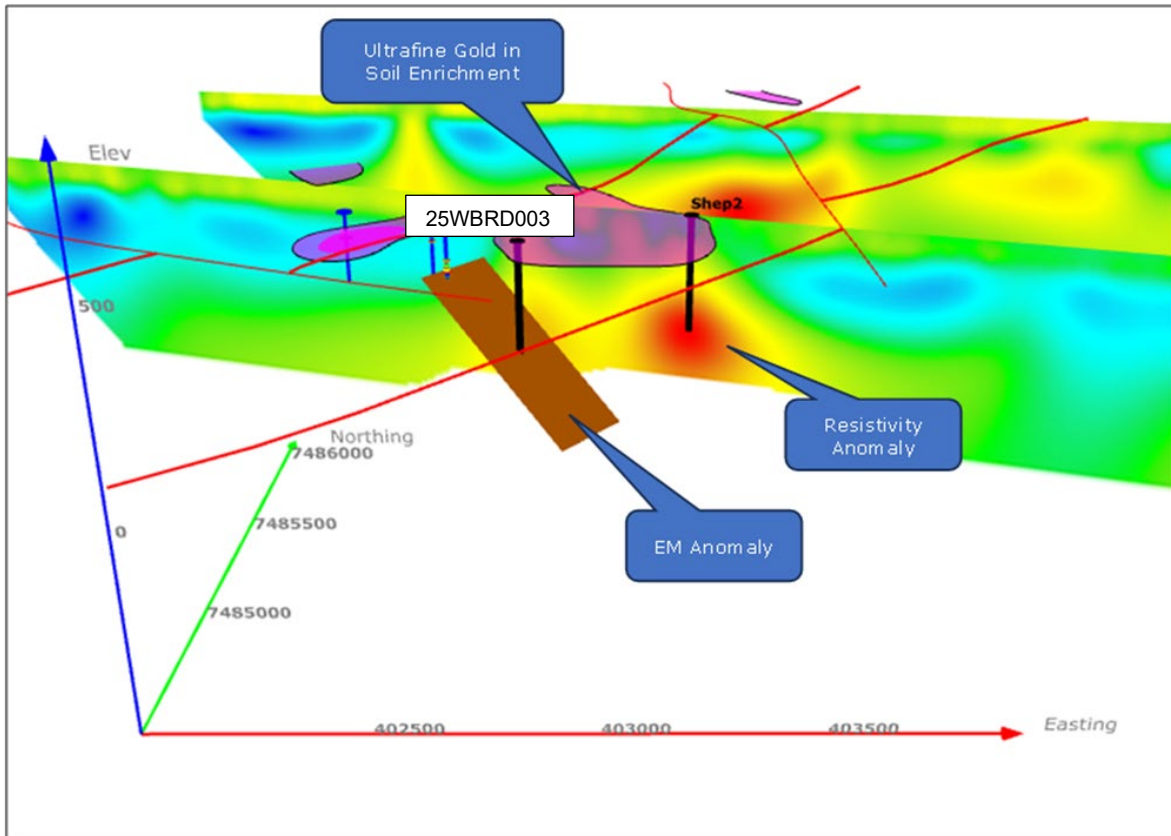 Ultrafine Gold in
Soil Enrichment
Elev
25WBRD003
Shep2
500
Resistivity
Anomaly
Northing
7486000
7485500
0
EM Anomaly
7485000
402500
403000
403500
Easting